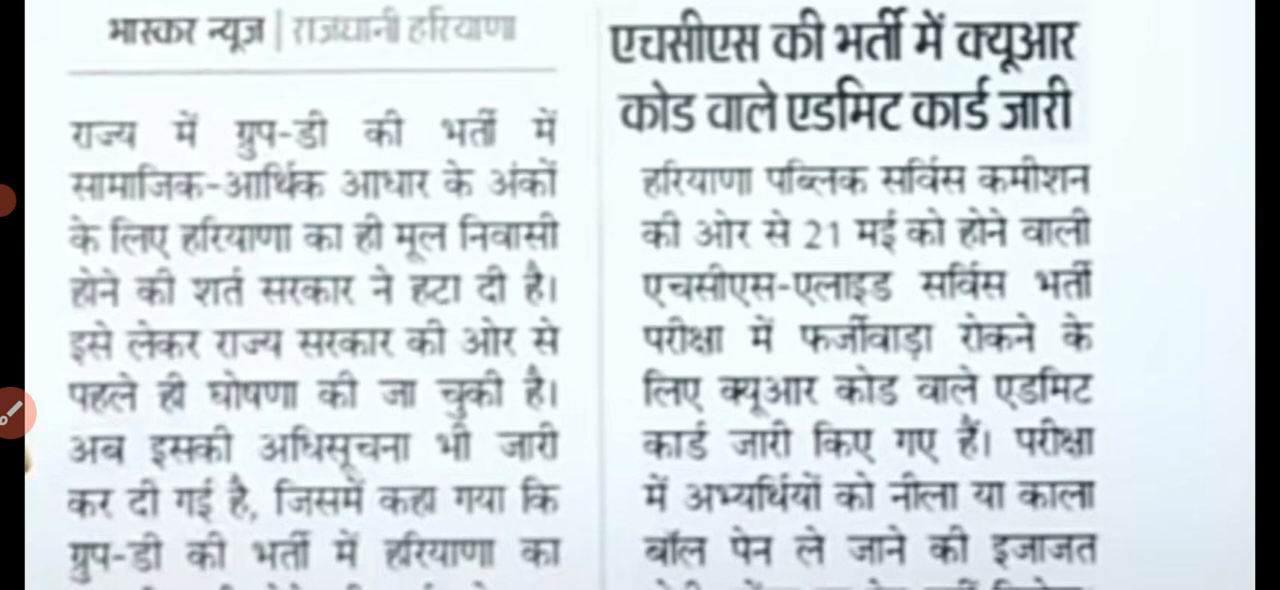 भास्कर न्यूज | राजधानी हरियाणा
राज्य में ग्रुप-डी की भर्ती में
सामाजिक-आर्थिक आधार के अंकों
के लिए हरियाणा का ही मूल निवासी
होने की शर्त सरकार ने हटा दी है।
इसे लेकर राज्य सरकार की ओर से
पहले ही घोषणा की जा चुकी है।
अब इसकी अधिसूचना भी जारी
कर दी गई है, जिसमें कहा गया कि
ग्रुप-डी की भर्ती में हरियाणा का
एचसीएस की भर्ती में क्यूआर
कोड वाले एडमिट कार्ड जारी
हरियाणा पब्लिक सर्विस कमीशन
की ओर से 21 मई को होने वाली
एचसीएस-एलाइड सर्विस भर्ती
परीक्षा में फर्जीवाड़ा रोकने के
लिए क्यूआर कोड वाले एडमिट
कार्ड जारी किए गए हैं। परीक्षा
में अभ्यर्थियों को नीला या काला
बॉल पेन ले जाने की इजाजत